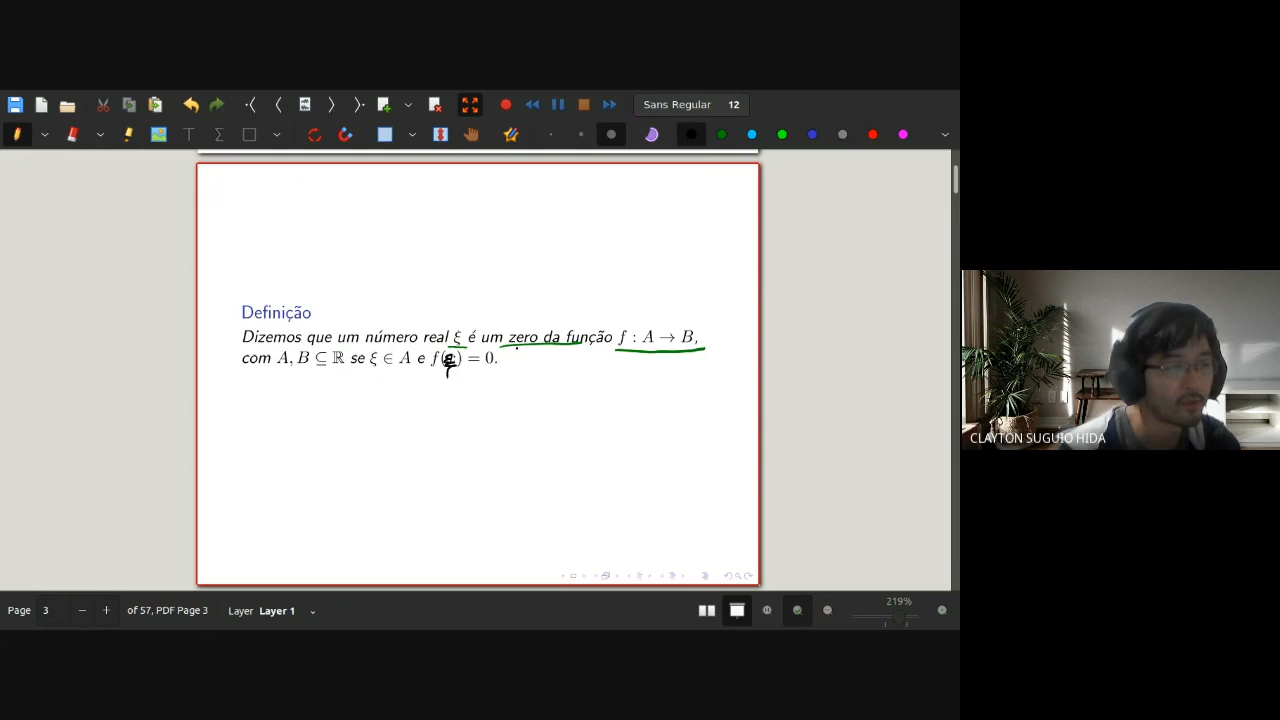 Sans Regular 12
Definição
Dizemos que um número real ξ é um zero da função f : A → B,
com A, B ⊆ ℝ se ξ ∈ A e f(ξ) = 0.
CLAYTON SUGUIO HIDA
Page 3 of 57, PDF Page 3 Layer Layer 1 219%